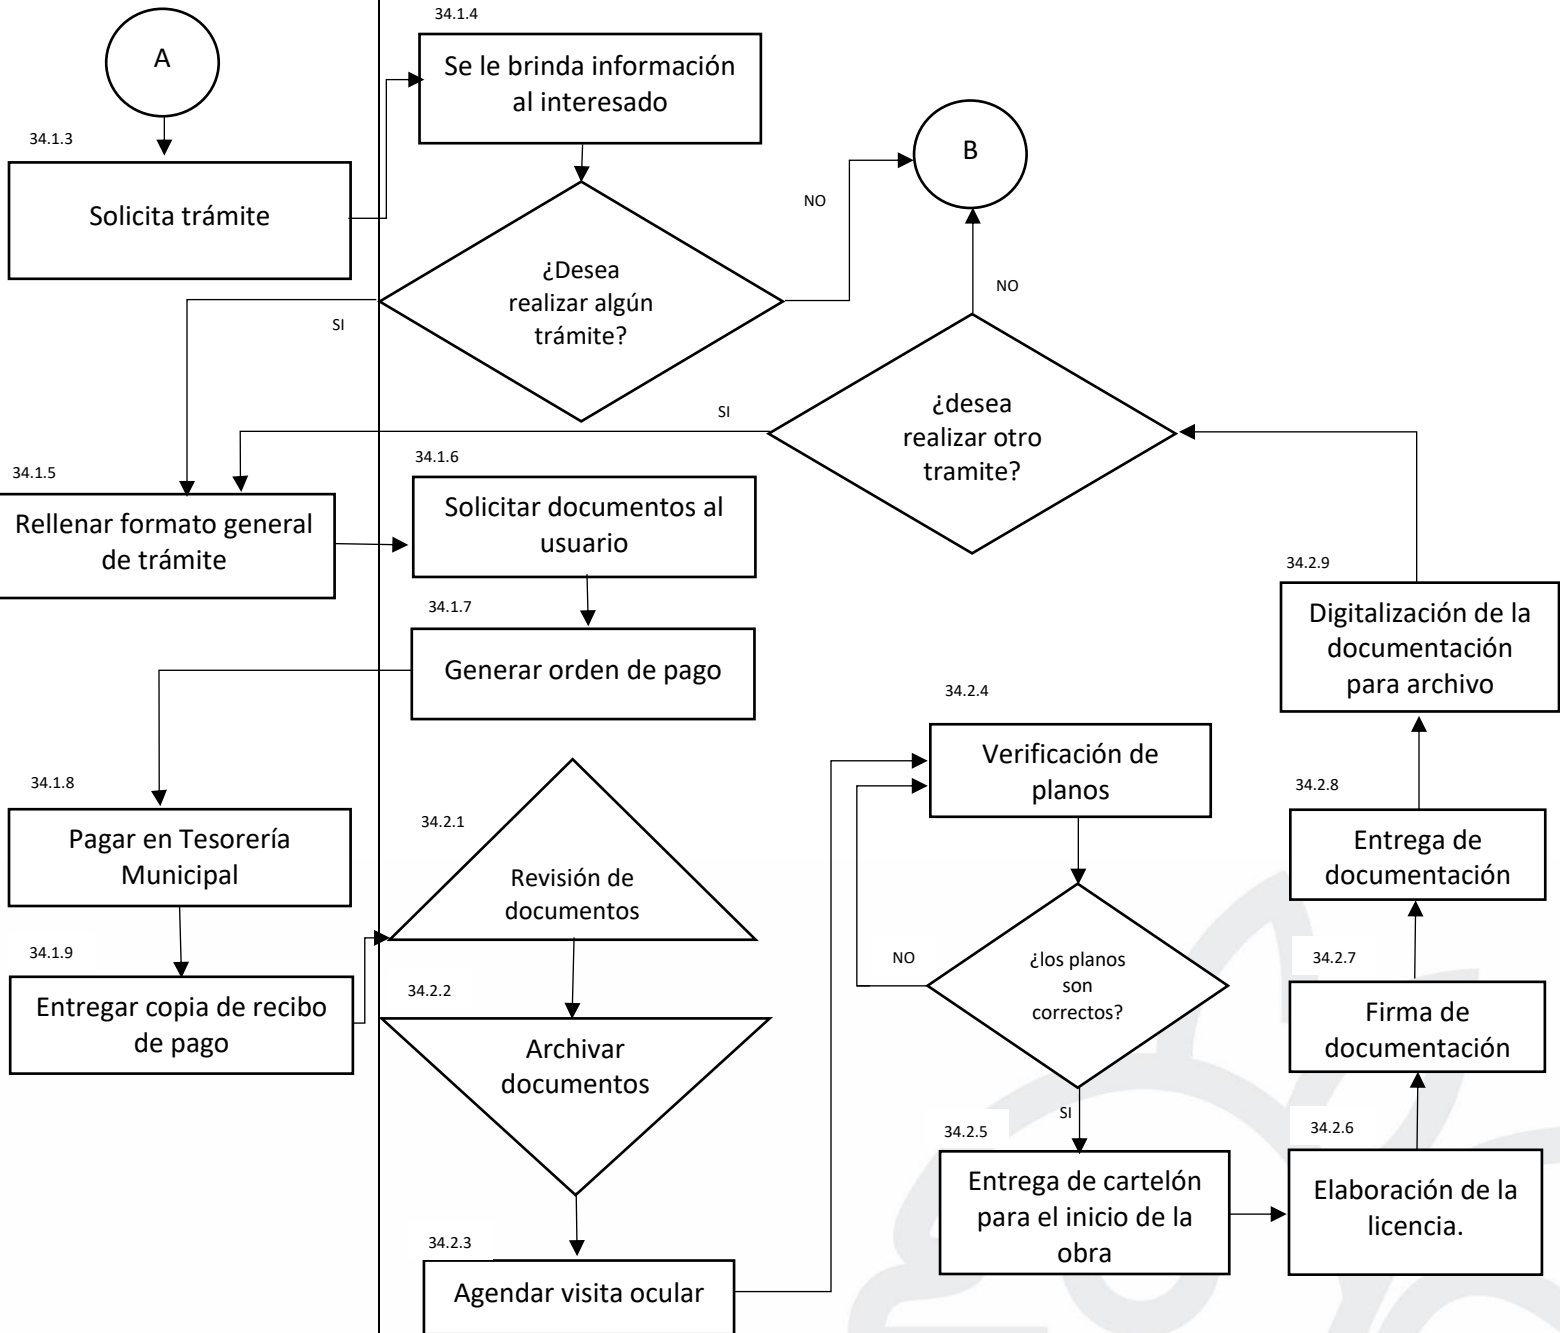 A
34.1.3
Solicita trámite
34.1.4
Se le brinda información
al interesado
¿Desea
realizar algún
trámite?
NO
SI
B
NO
¿desea
realizar otro
tramite?
SI
34.1.5
Rellenar formato general
de trámite
34.1.6
Solicitar documentos al
usuario
34.1.7
Generar orden de pago
34.1.8
Pagar en Tesorería
Municipal
34.1.9
Entregar copia de recibo
de pago
34.2.1
Revisión de
documentos
34.2.2
Archivar
documentos
34.2.3
Agendar visita ocular
34.2.4
Verificación de
planos
¿los planos
son
correctos?
NO
SI
34.2.5
Entrega de cartelón
para el inicio de la
obra
34.2.6
Elaboración de la
licencia.
34.2.7
Firma de
documentación
34.2.8
Entrega de
documentación
34.2.9
Digitalización de la
documentación
para archivo